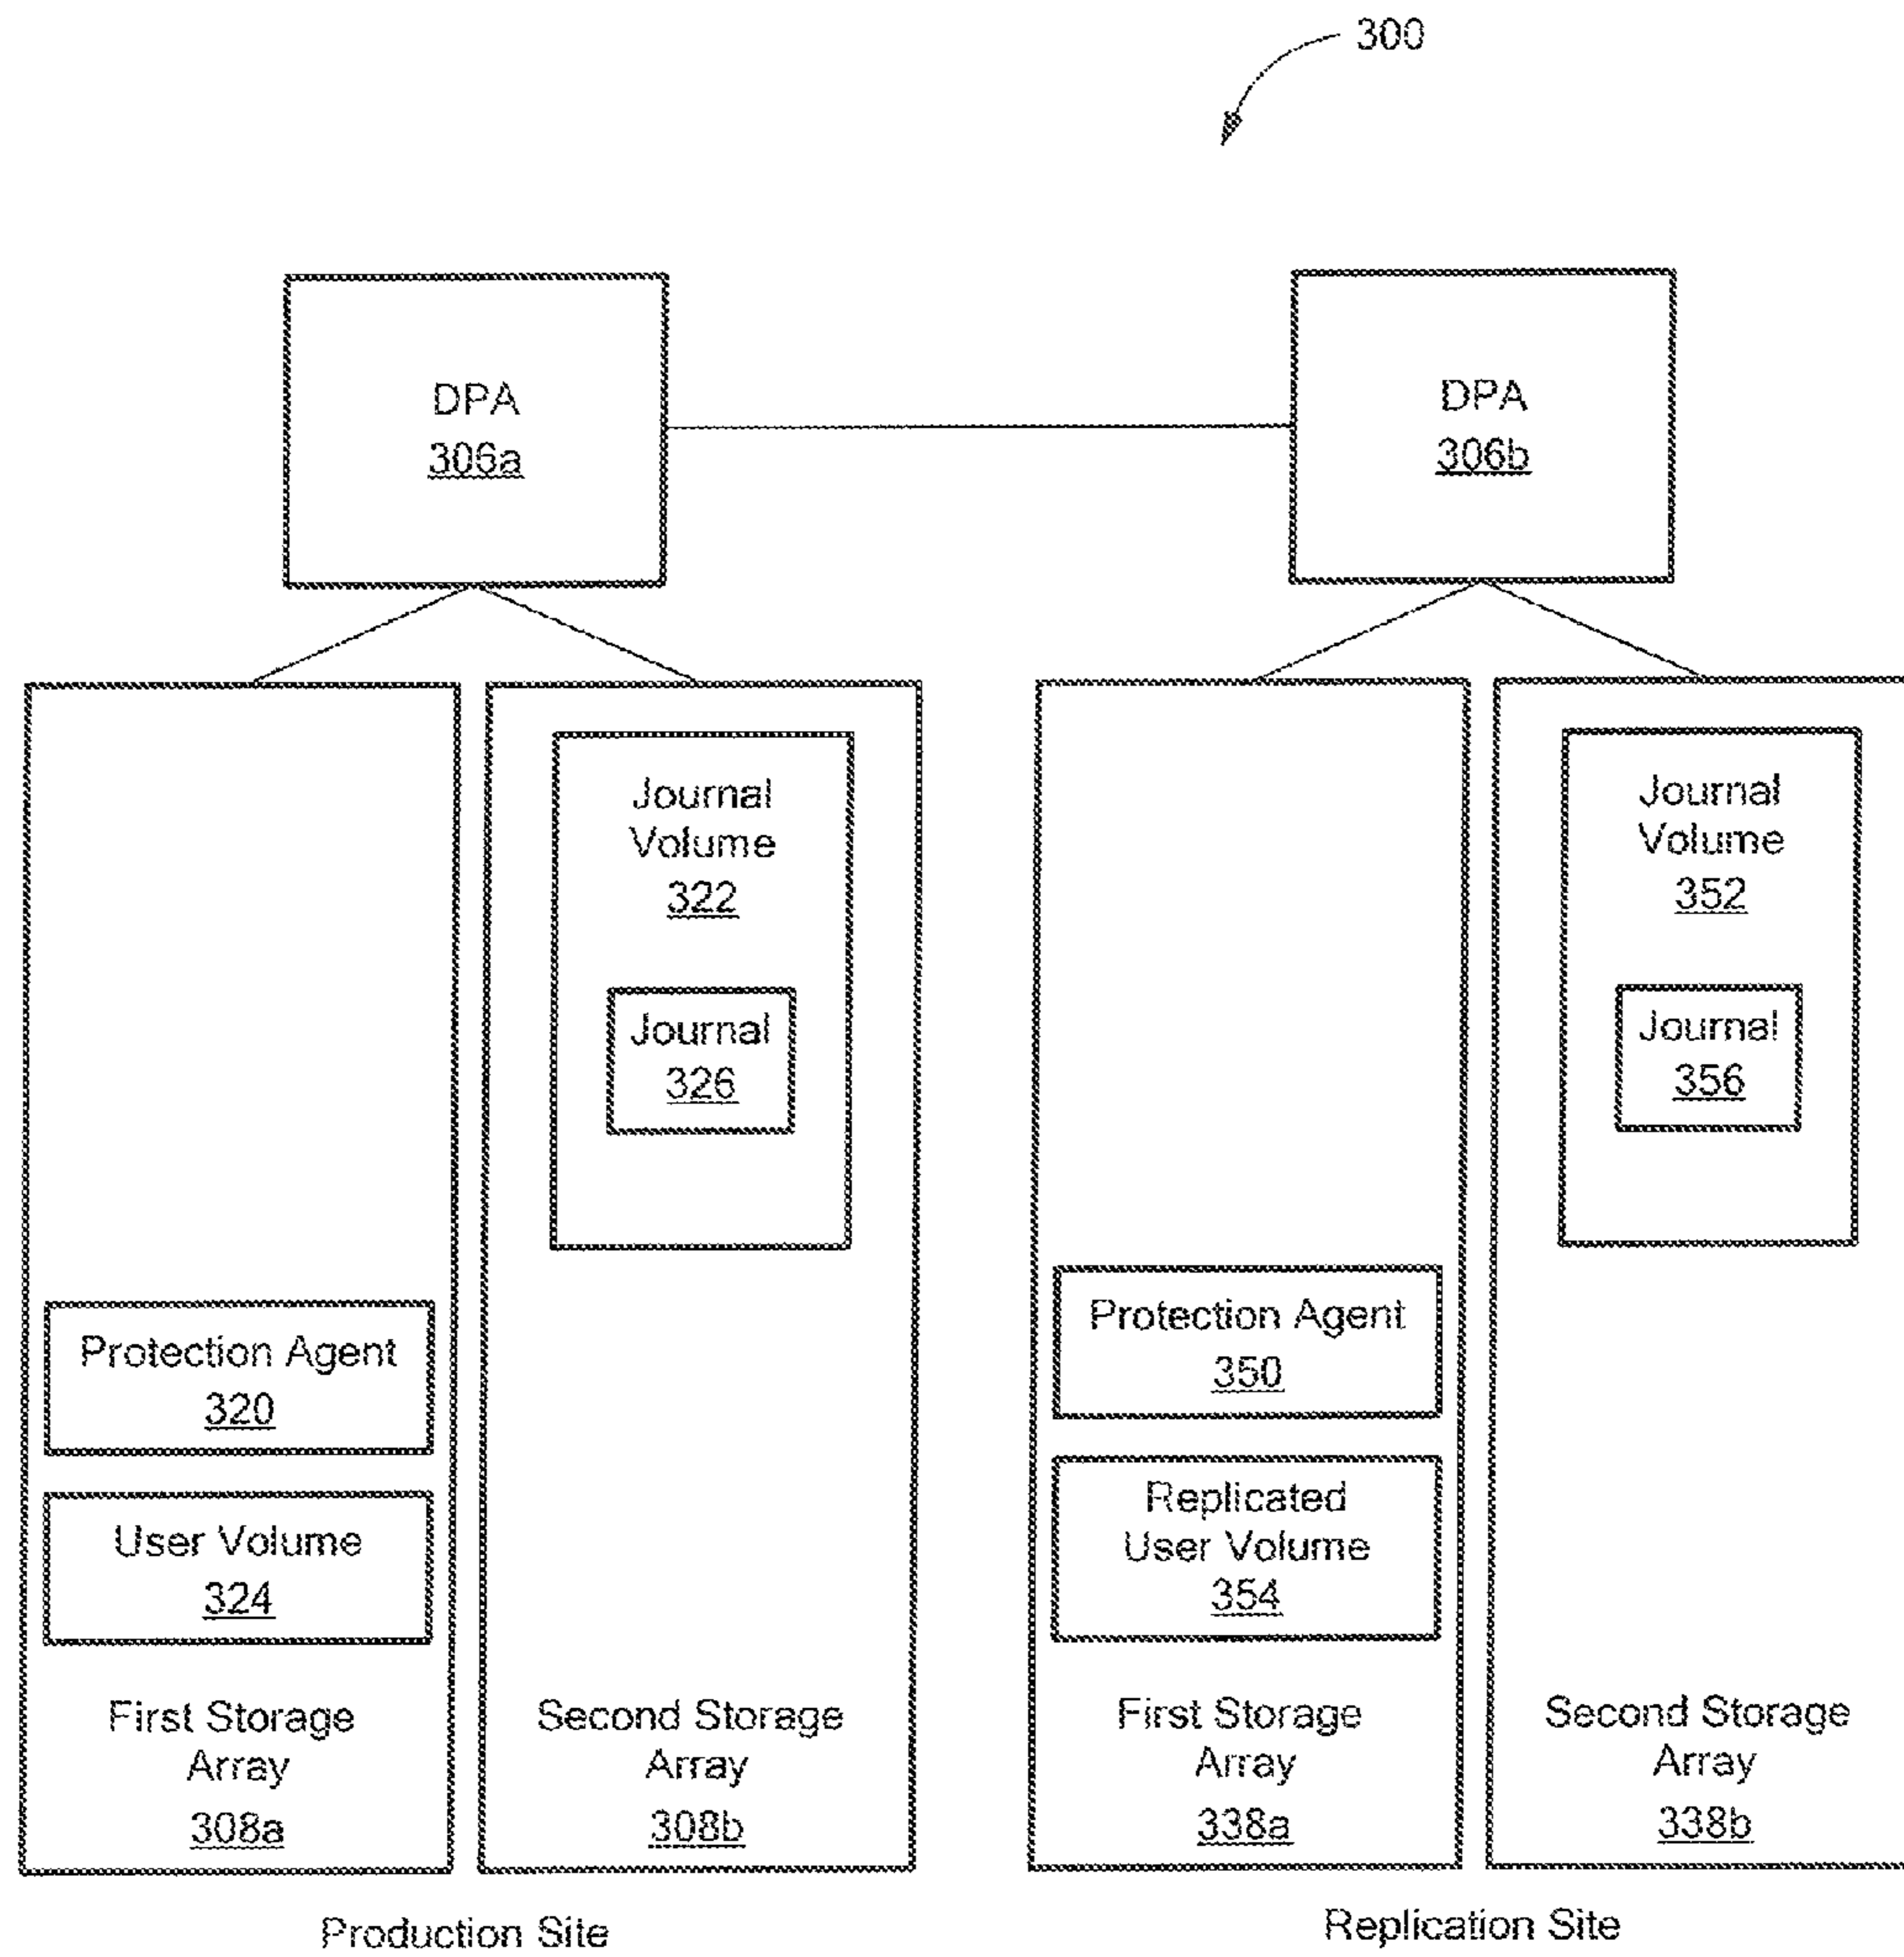 300
DPA
306a
DPA
306b
Journal
Volume
322
Journal
326
Protection Agent
320
User Volume
324
First Storage
Array
308a
Second Storage
Array
308b
Production Site
Journal
Volume
352
Journal
356
Protection Agent
350
Replicated
User Volume
354
First Storage
Array
338a
Second Storage
Array
338b
Replication Site